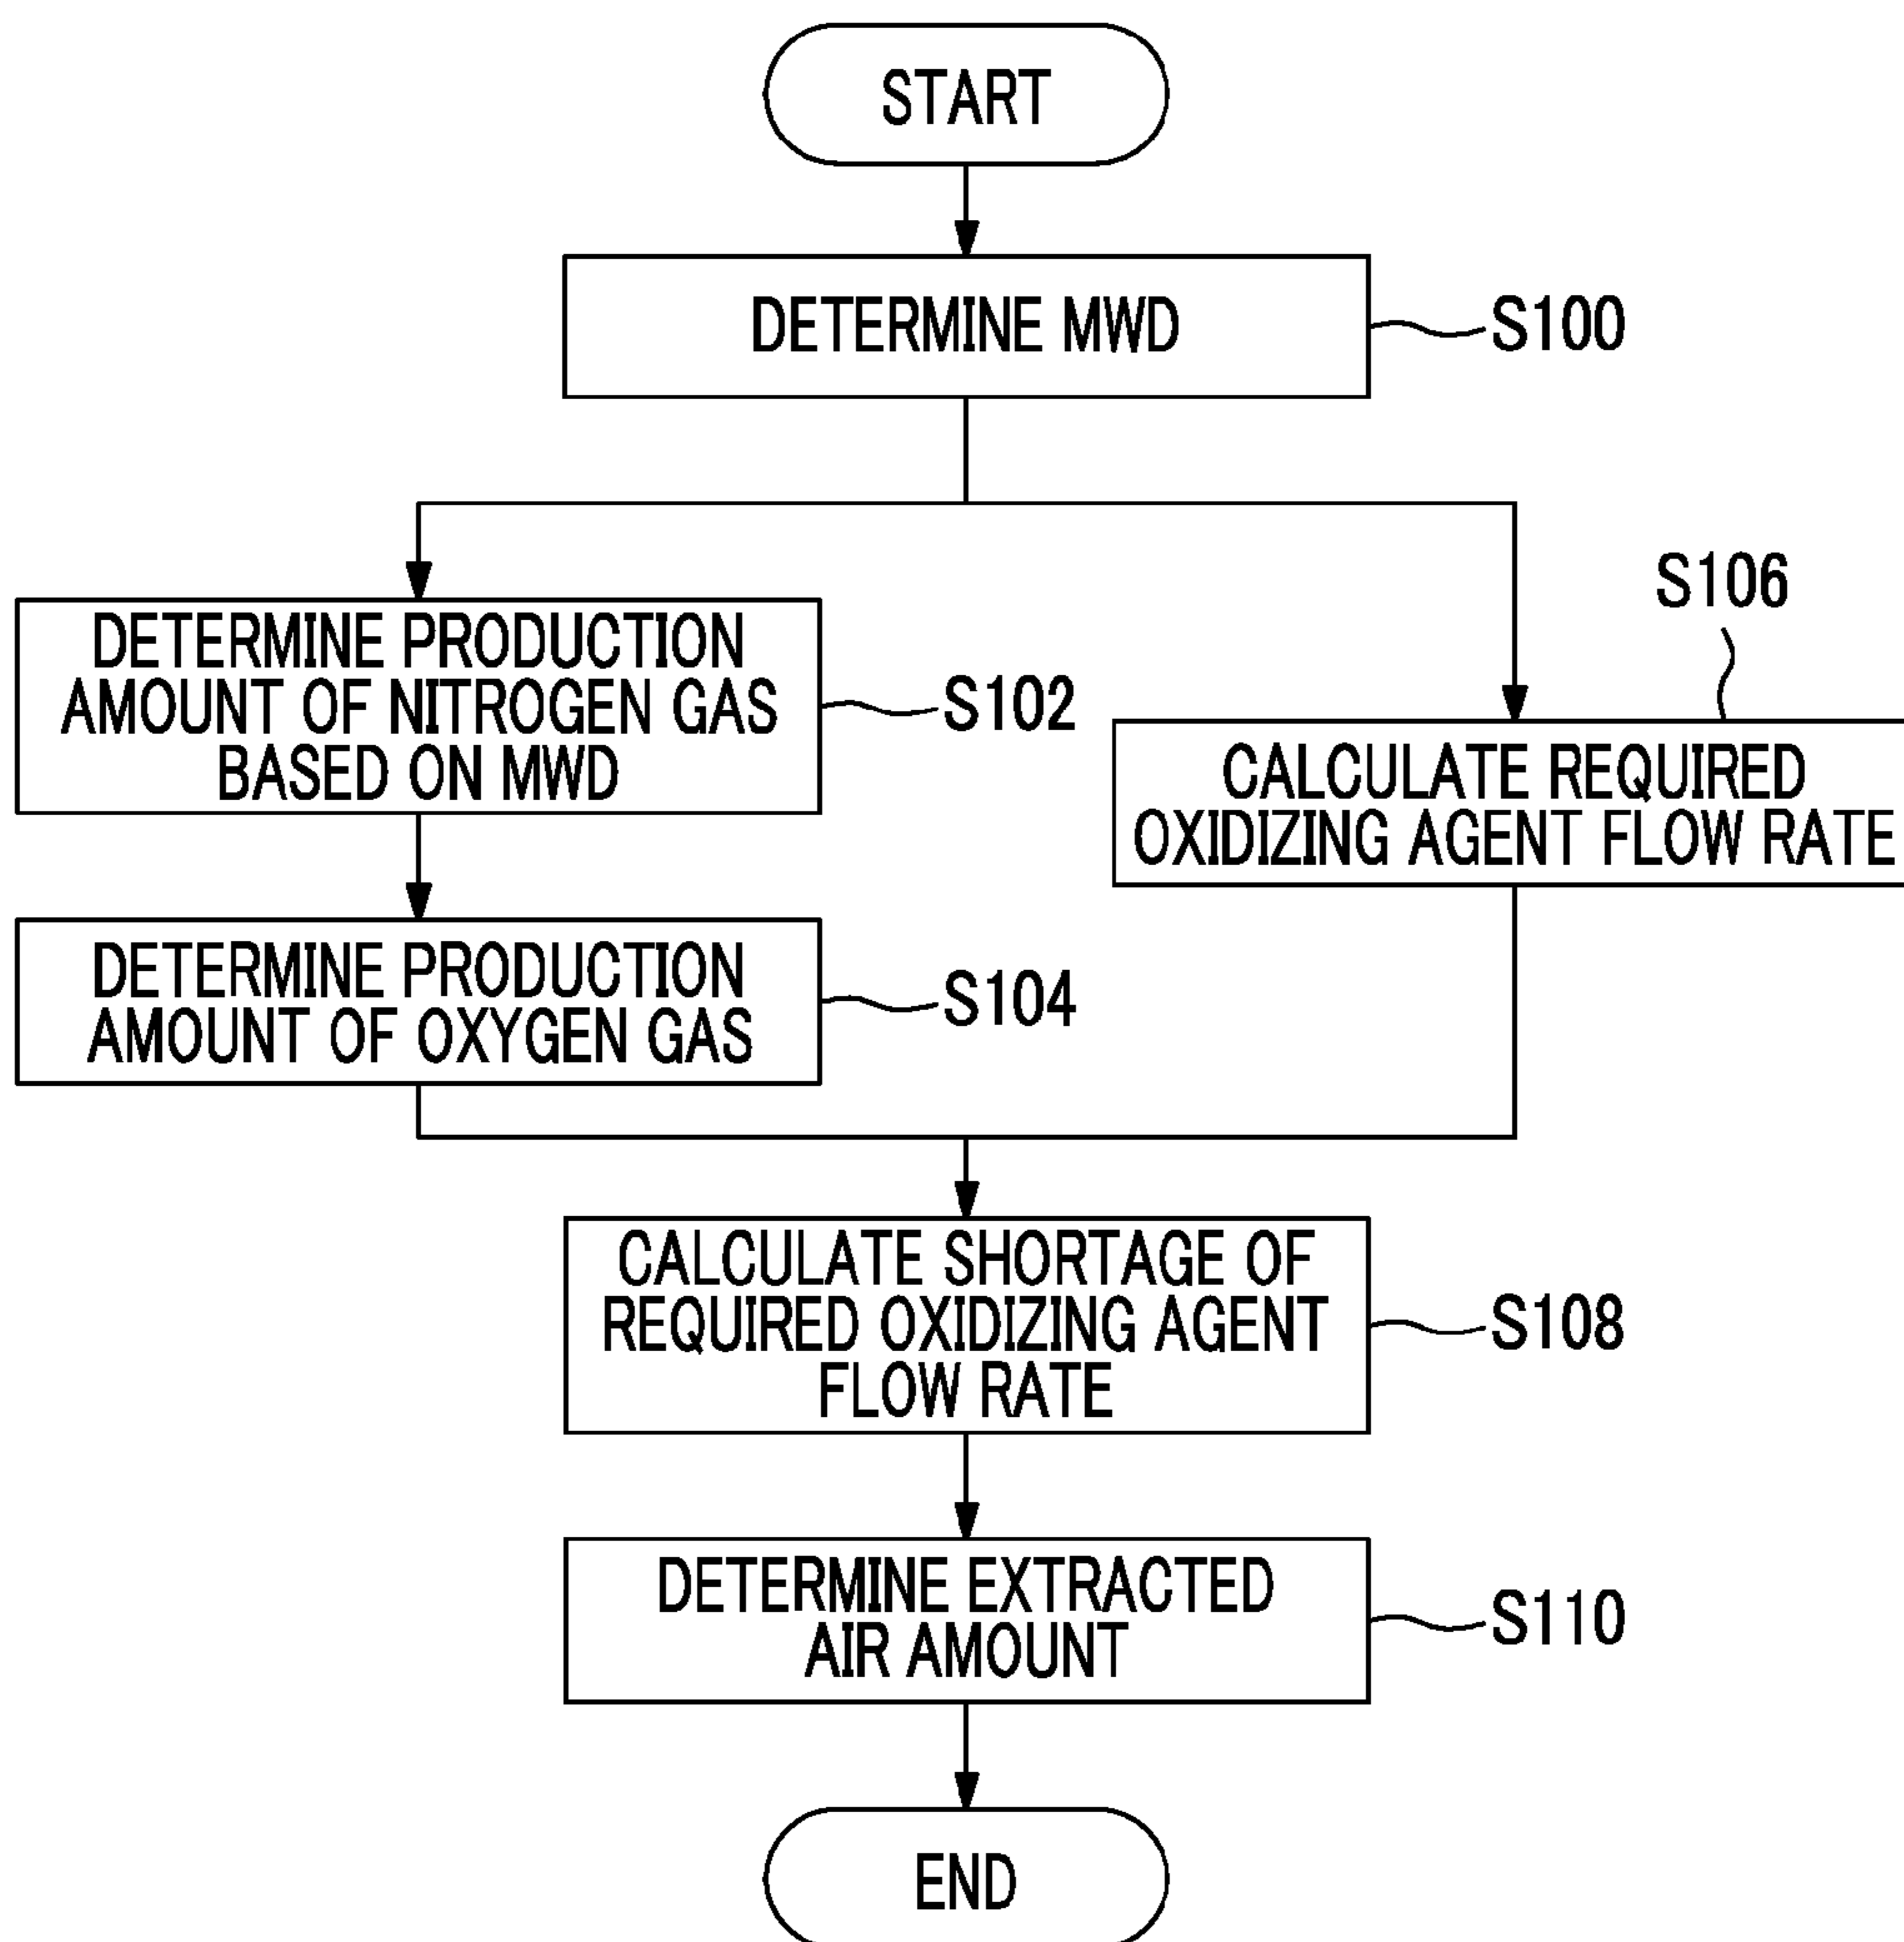 START
DETERMINE MWD
S100
DETERMINE PRODUCTION
AMOUNT OF NITROGEN GAS
BASED ON MWD
S102
S106
CALCULATE REQUIRED
OXIDIZING AGENT FLOW RATE
DETERMINE PRODUCTION
AMOUNT OF OXYGEN GAS
S104
CALCULATE SHORTAGE OF
REQUIRED OXIDIZING AGENT
FLOW RATE
S108
DETERMINE EXTRACTED
AIR AMOUNT
S110
END